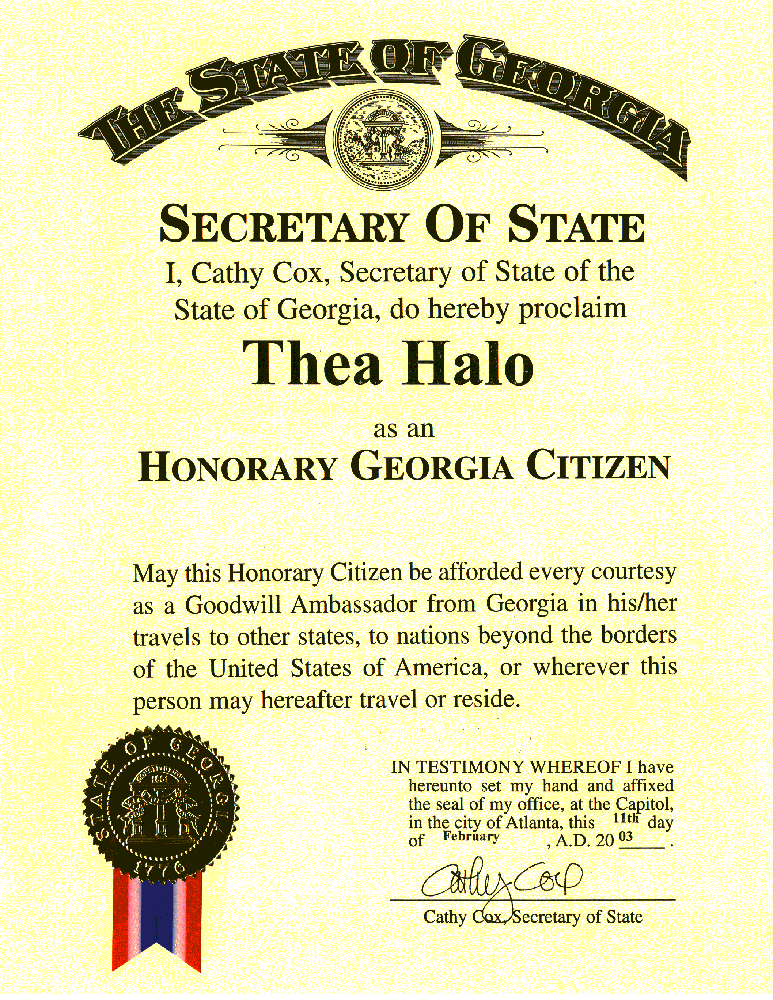 THE STATE OF GEORGIA
SECRETARY OF STATE
I, Cathy Cox, Secretary of State of the
State of Georgia, do hereby proclaim
Thea Halo
as an
HONORARY GEORGIA CITIZEN
May this Honorary Citizen be afforded every courtesy
as a Goodwill Ambassador from Georgia in his/her
travels to other states, to nations beyond the borders
of the United States of America, or wherever this
person may hereafter travel or reside.
STATE OF GEORGIA
1776
IN TESTIMONY WHEREOF I have
hereunto set my hand and affixed
the seal of my office, at the Capitol,
in the city of Atlanta, this 11th day
of February, A.D. 20 03.
Cathy Cox
Cathy Cox, Secretary of State